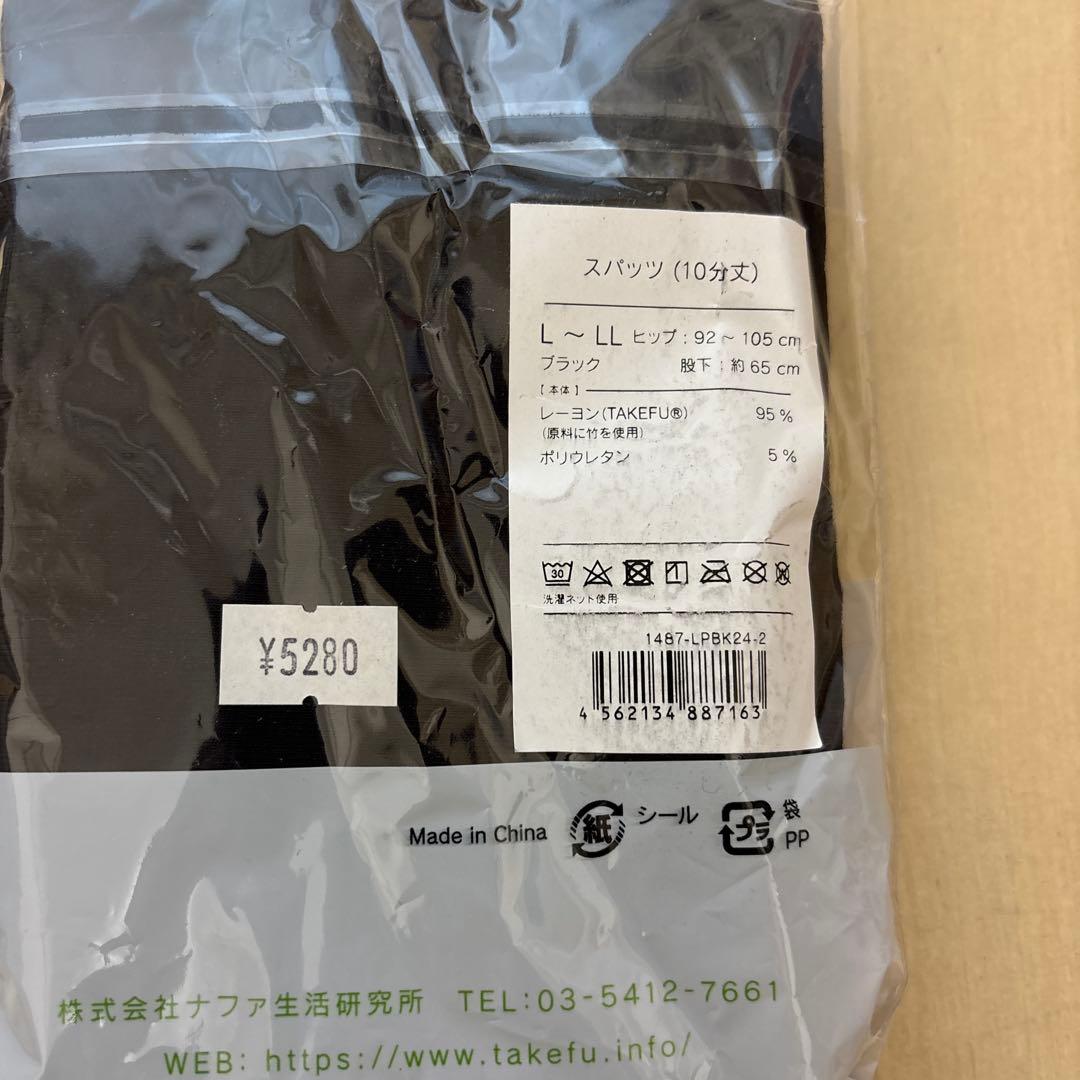 スパッツ (10分丈)
L ～ LL ヒップ : 92 ～ 105 cm
ブラック 股下 : 約 65 cm
【 本体 】
レーヨン(TAKEFU®) 95 %
(原料に竹を使用)
ポリウレタン 5 %
30
洗濯ネット使用
1487-LPBK24-2
4 562134 887163
¥5280
Made in China 紙 シール プラ 袋 PP
株式会社ナファ生活研究所 TEL:03-5412-7661
WEB: https://www.takefu.info/